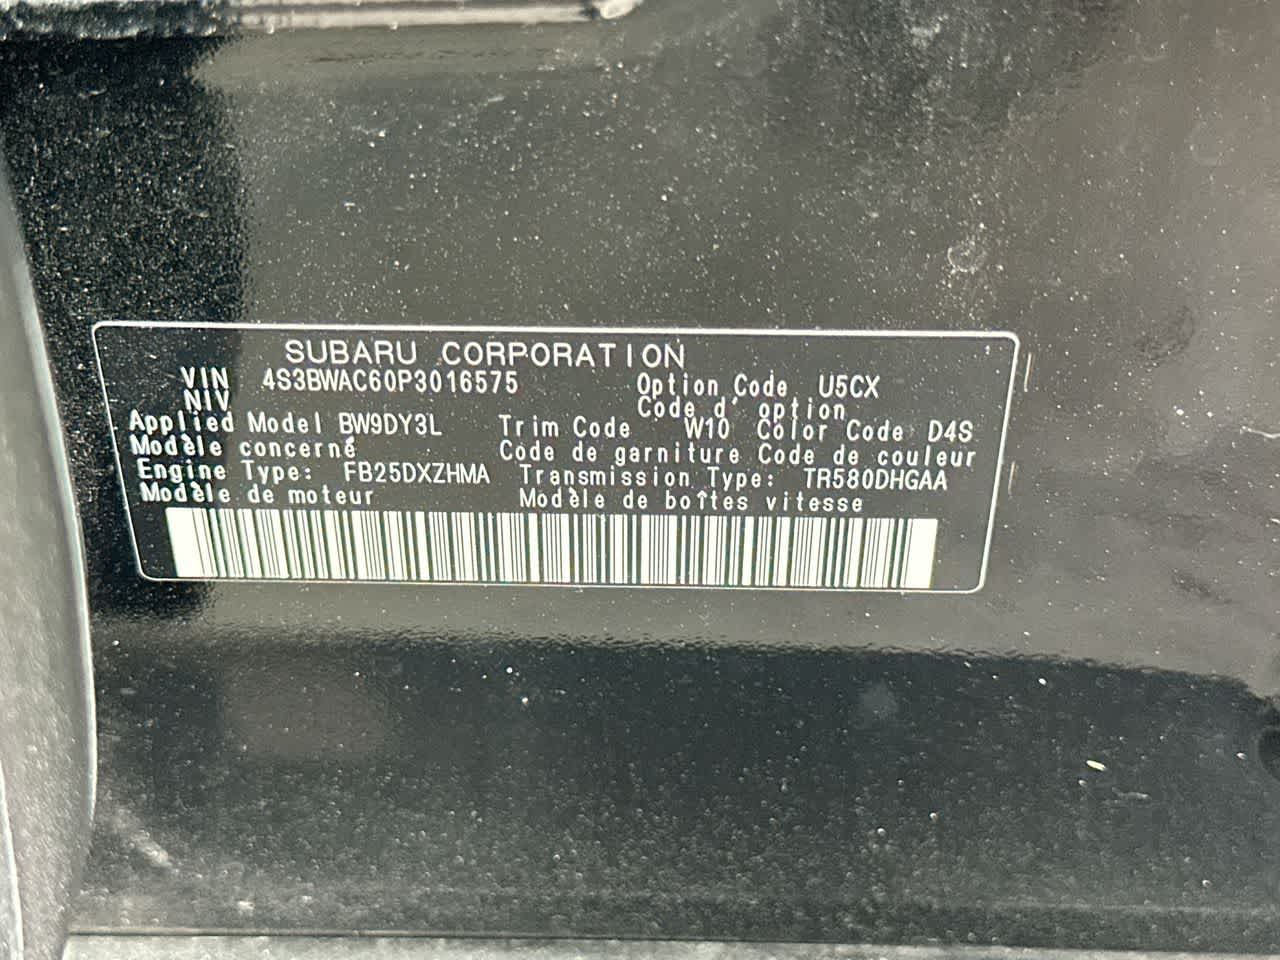 SUBARU CORPORATION
VIN 4S3BWAC60P3016575 Option Code U5CX
NIV Code d'option
Applied Model BW9DY3L Trim Code W10 Color Code D4S
Modèle concerné Code de garniture Code de couleur
Engine Type: FB25DXZHMA Transmission Type: TR580DHGAA
Modèle de moteur Modèle de boîtes vitesse